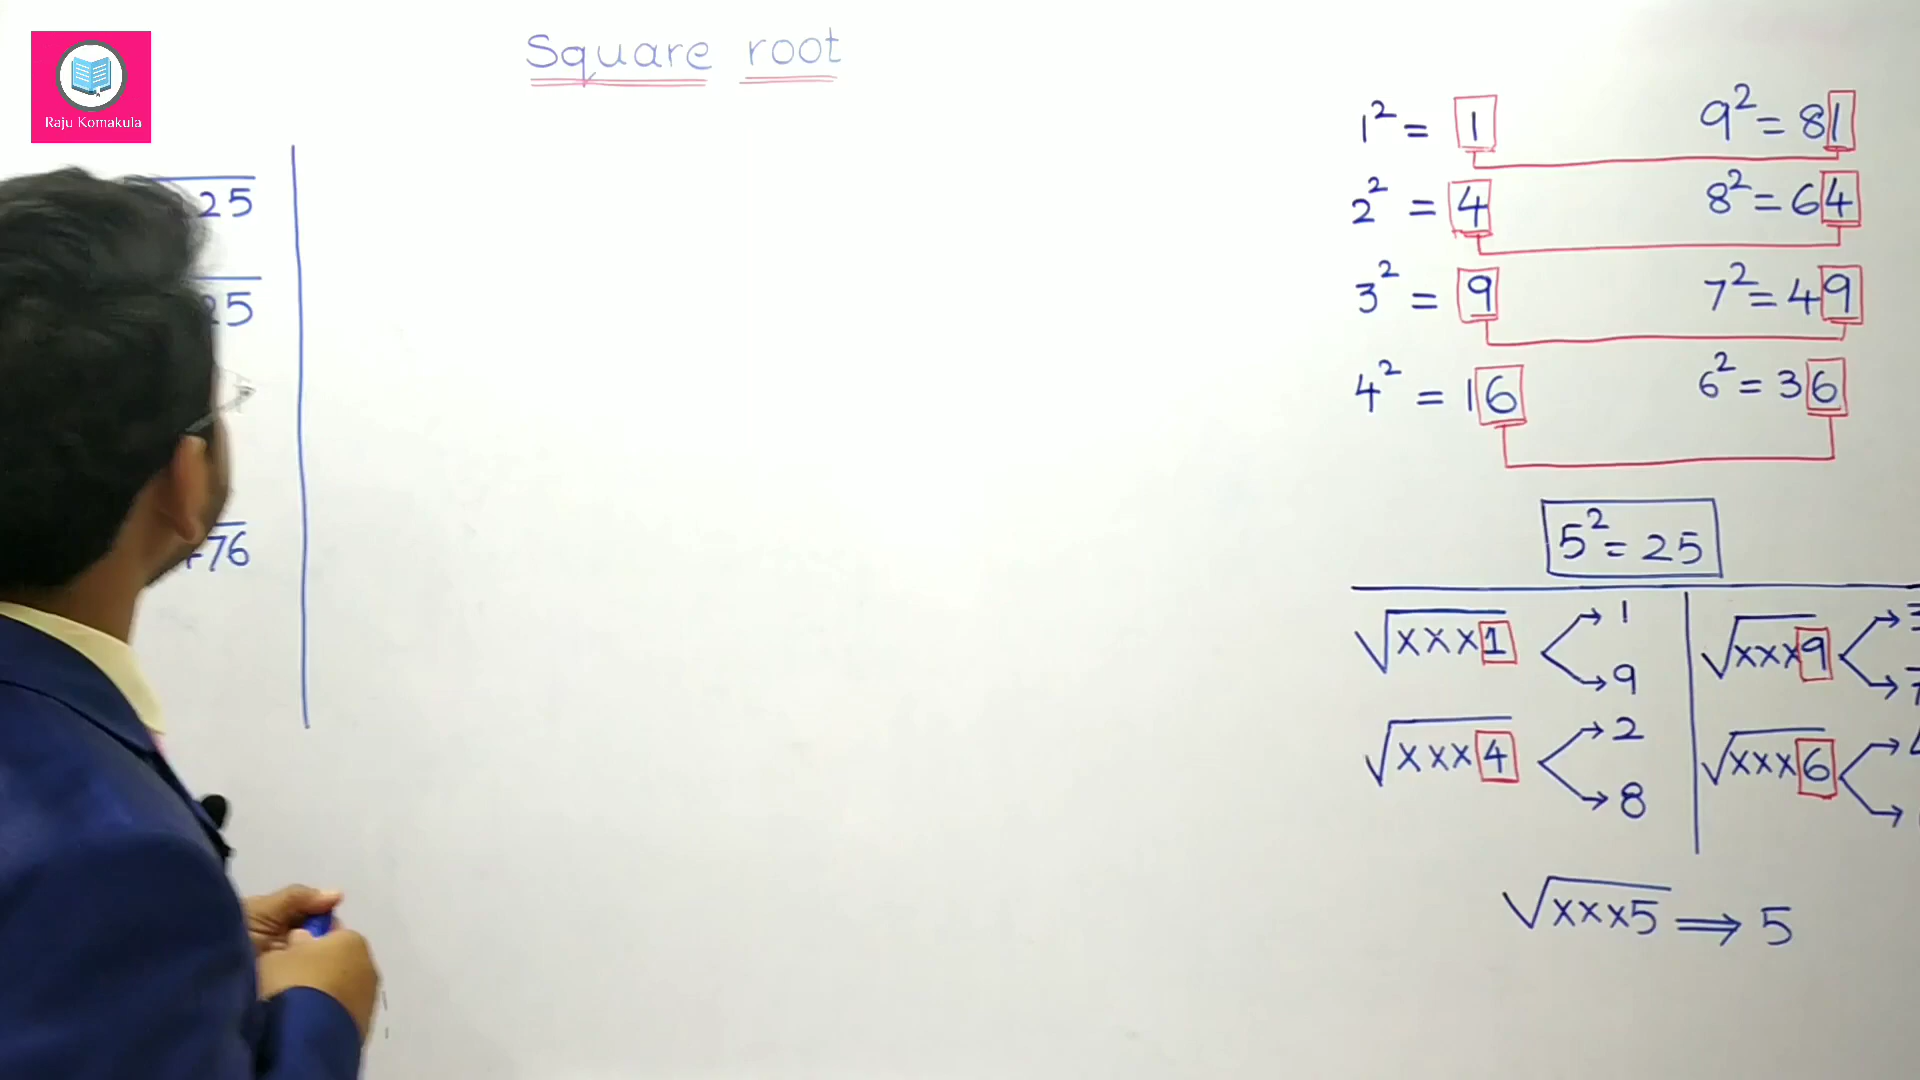 Raju Komakula
Square root
25
25
76
1² = 1
9² = 81
2² = 4
8² = 64
3² = 9
7² = 49
4² = 16
6² = 36
5² = 25
√xxx1 → 1
→ 9
√xxx9
√xxx4 → 2
→ 8
√xxx6
√xxx5 ⇒ 5